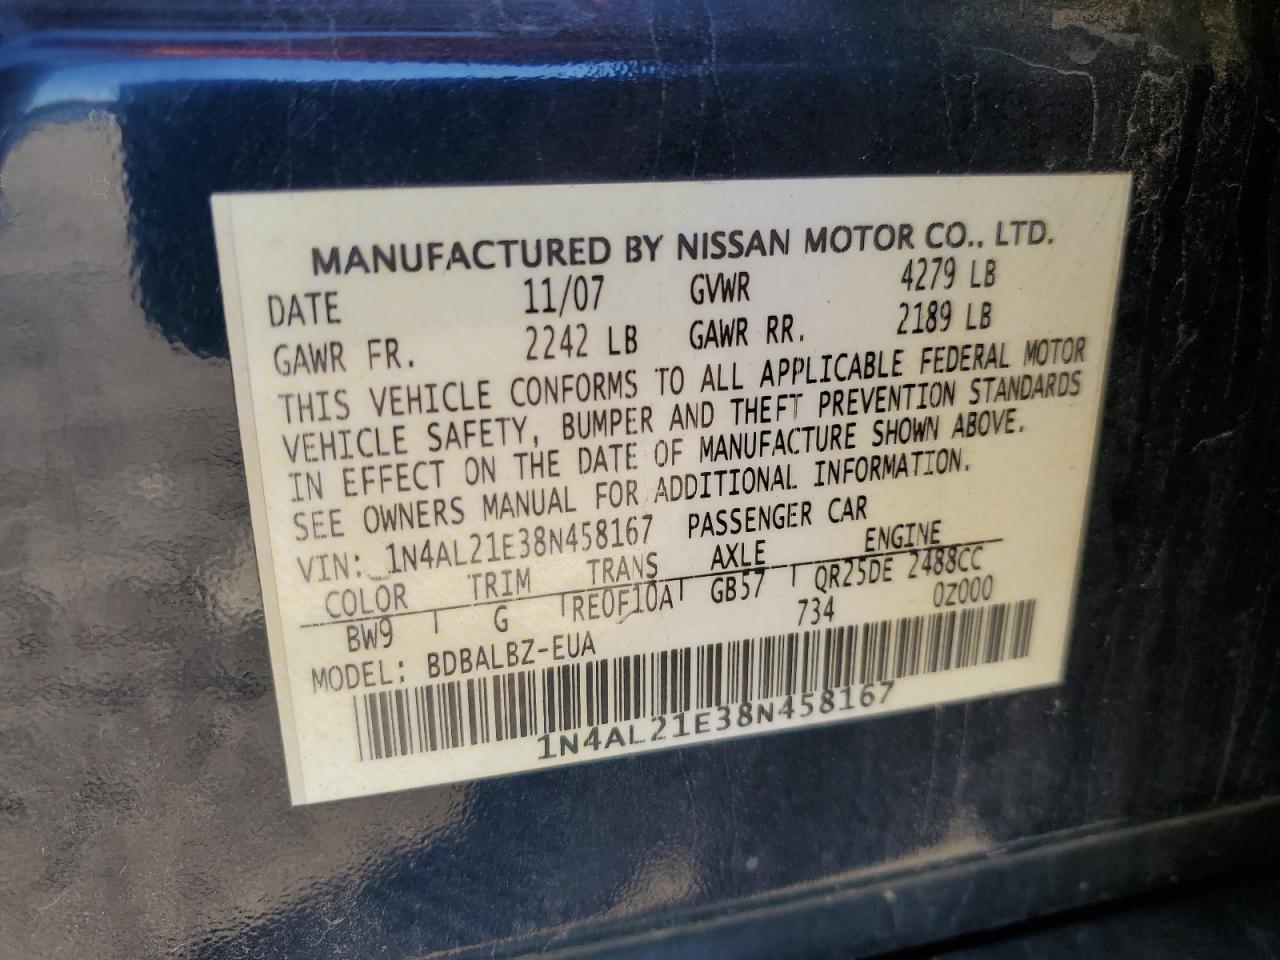 MANUFACTURED BY NISSAN MOTOR CO., LTD.
DATE 11/07 GVWR 4279 LB
GAWR FR. 2242 LB GAWR RR. 2189 LB
THIS VEHICLE CONFORMS TO ALL APPLICABLE FEDERAL MOTOR
VEHICLE SAFETY, BUMPER AND THEFT PREVENTION STANDARDS
IN EFFECT ON THE DATE OF MANUFACTURE SHOWN ABOVE.
SEE OWNERS MANUAL FOR ADDITIONAL INFORMATION.
VIN: 1N4AL21E38N458167 PASSENGER CAR
COLOR TRIM TRANS AXLE ENGINE
BW9 G RE0F10A GB57 QR25DE 2488CC
MODEL: BDBALBZ-EUA 734 0Z000
1N4AL21E38N458167